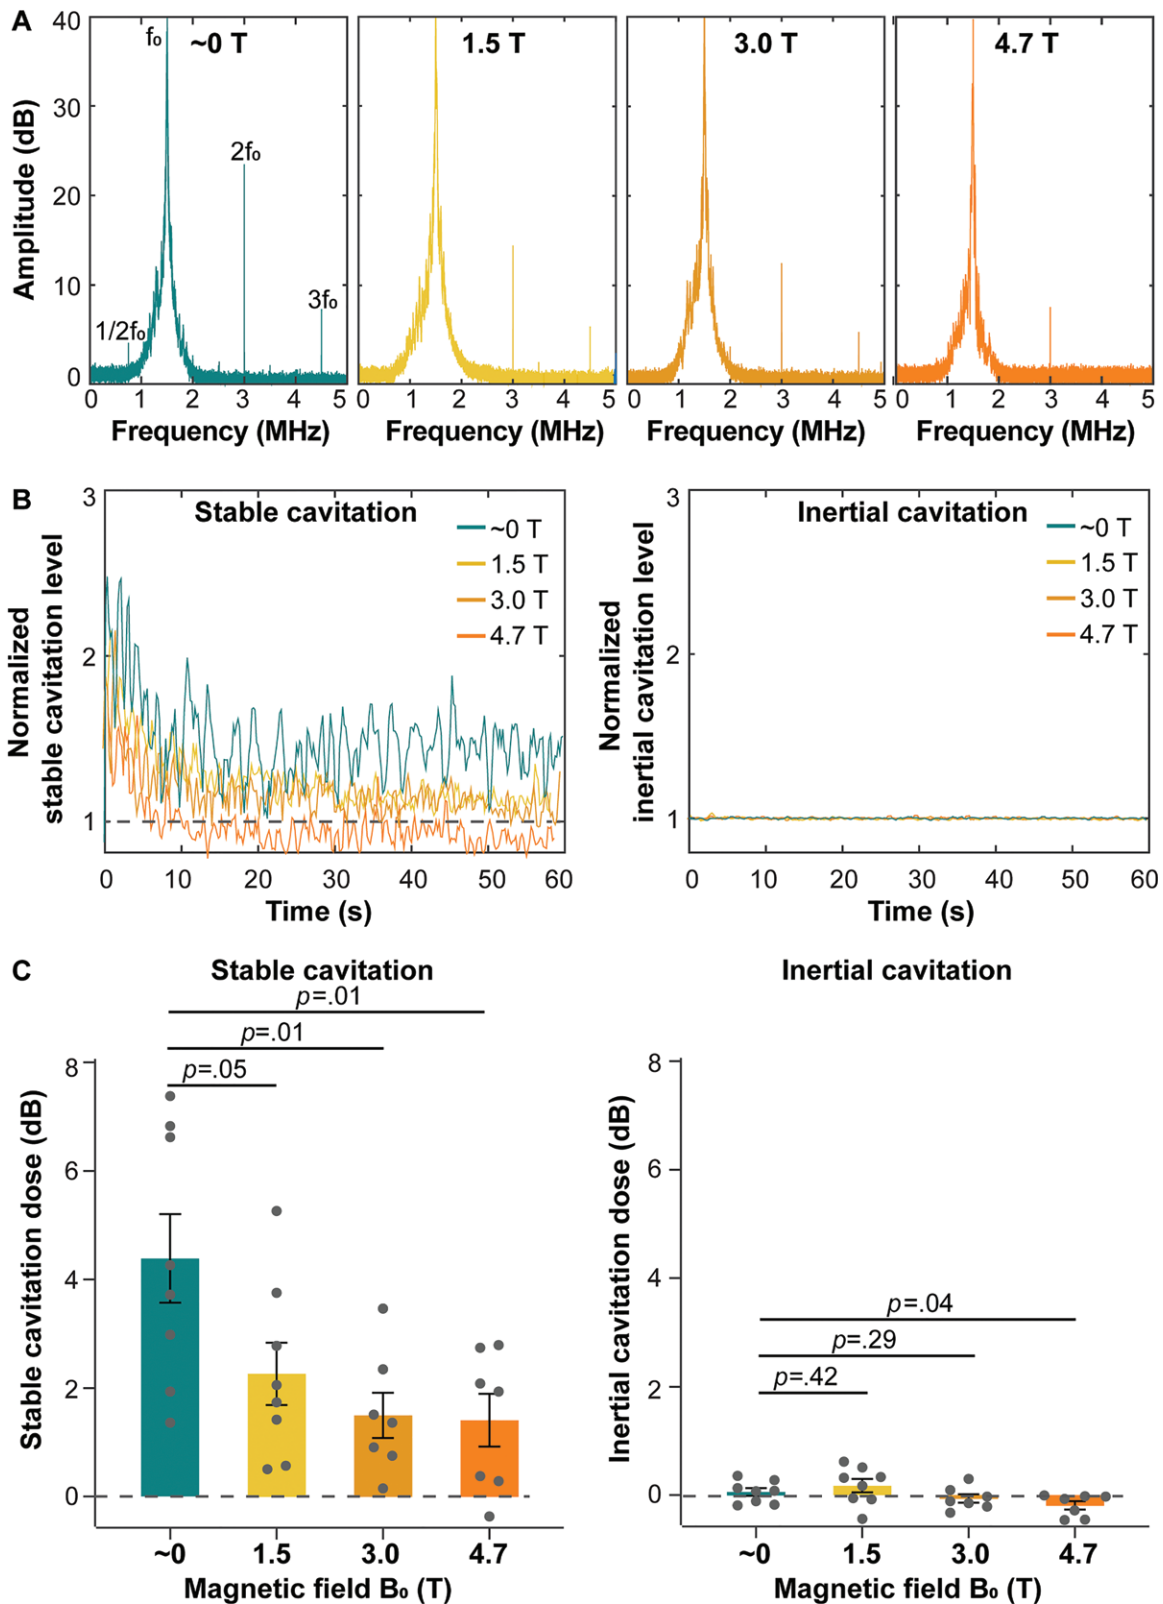 A
~0 T
1.5 T
3.0 T
4.7 T
f₀
2f₀
3f₀
1/2f₀
Amplitude (dB)
40
30
20
10
0
0 1 2 3 4 5
0 1 2 3 4 5
0 1 2 3 4 5
0 1 2 3 4 5
Frequency (MHz)
Frequency (MHz)
Frequency (MHz)
Frequency (MHz)
B
Stable cavitation
~0 T
1.5 T
3.0 T
4.7 T
Normalized
stable cavitation level
3
2
1
0 10 20 30 40 50 60
Time (s)
Inertial cavitation
~0 T
1.5 T
3.0 T
4.7 T
Normalized
inertial cavitation level
3
2
1
0 10 20 30 40 50 60
Time (s)
C
Stable cavitation
p=.01
p=.01
p=.05
Stable cavitation dose (dB)
8
6
4
2
0
~0 1.5 3.0 4.7
Magnetic field B₀ (T)
Inertial cavitation
p=.04
p=.29
p=.42
Inertial cavitation dose (dB)
8
6
4
2
0
~0 1.5 3.0 4.7
Magnetic field B₀ (T)